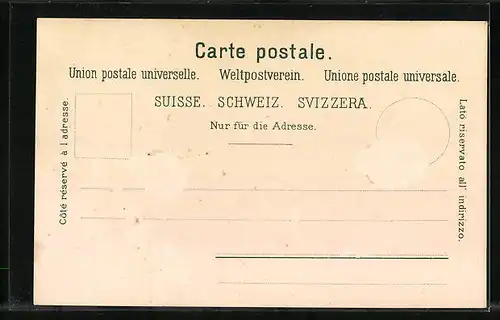 Carte postale.
Union postale universelle. Weltpostverein. Unione postale universale.
SUISSE. SCHWEIZ. SVIZZERA.
Nur für die Adresse.
Côté réservé à l adresse.
Lato riservato all' indirizzo.